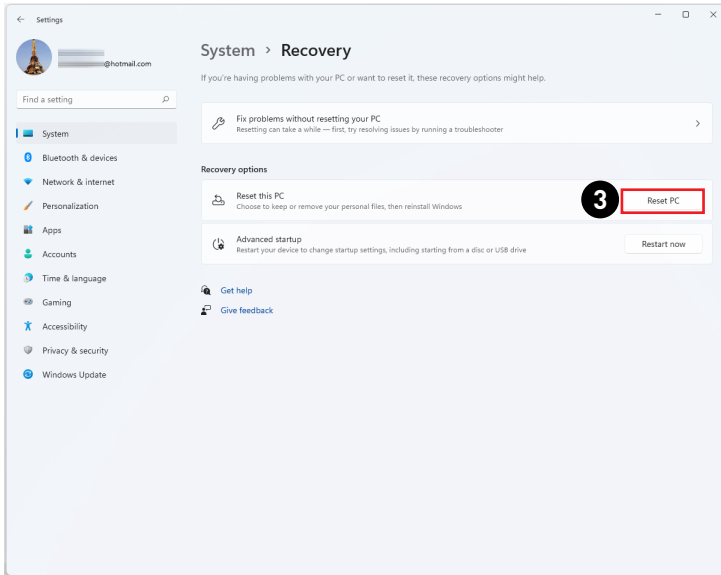 Settings
@hotmail.com
Find a setting
System
Bluetooth & devices
Network & internet
Personalization
Apps
Accounts
Time & language
Gaming
Accessibility
Privacy & security
Windows Update
System > Recovery
If you're having problems with your PC or want to reset it, these recovery options might help.
Fix problems without resetting your PC
Resetting can take a while — first, try resolving issues by running a troubleshooter
Recovery options
Reset this PC
Choose to keep or remove your personal files, then reinstall Windows
3
Reset PC
Advanced startup
Restart your device to change startup settings, including starting from a disc or USB drive
Restart now
Get help
Give feedback